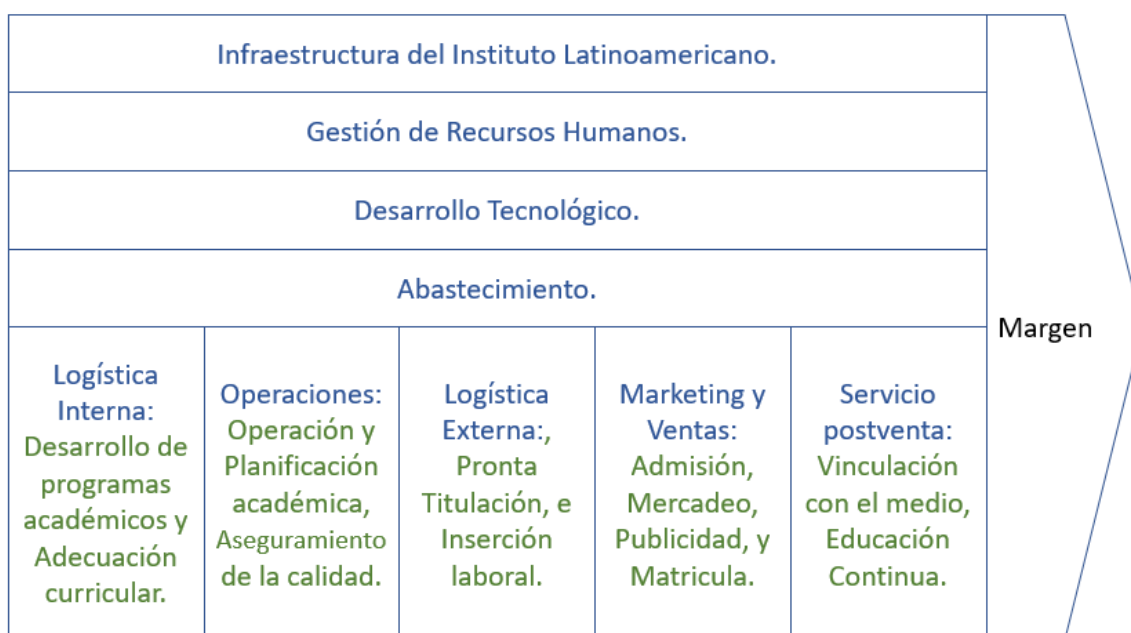 Infraestructura del Instituto Latinoamericano.
Gestión de Recursos Humanos.
Desarrollo Tecnológico.
Abastecimiento.
Logística
Interna:
Desarrollo de
programas
académicos y
Adecuación
curricular.
Operaciones:
Operación y
Planificación
académica,
Aseguramiento
de la calidad.
Logística
Externa:,
Pronta
Titulación, e
Inserción
laboral.
Marketing y
Ventas:
Admisión,
Mercadeo,
Publicidad, y
Matricula.
Servicio
postventa:
Vinculación
con el medio,
Educación
Continua.
Margen